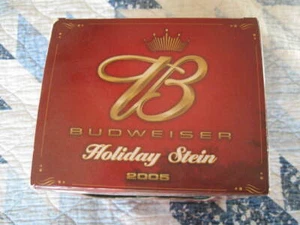 B
BUDWEISER
Holiday Stein
2005